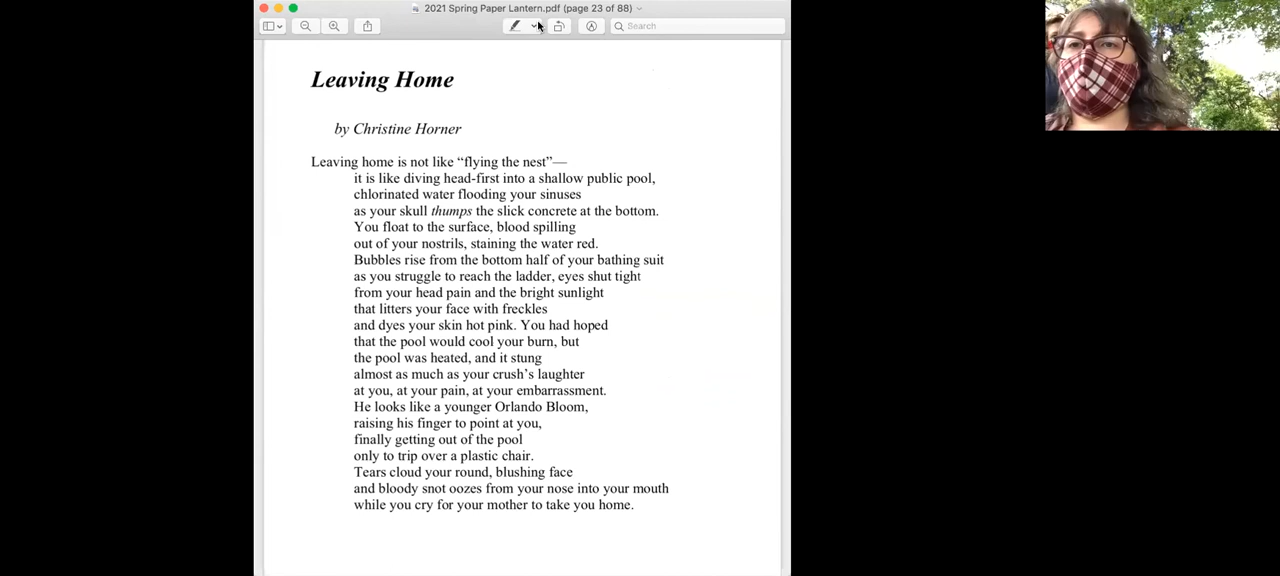 2021 Spring Paper Lantern.pdf (page 23 of 88)
Search
Leaving Home
by Christine Horner
Leaving home is not like “flying the nest”—
it is like diving head-first into a shallow public pool,
chlorinated water flooding your sinuses
as your skull thumps the slick concrete at the bottom.
You float to the surface, blood spilling
out of your nostrils, staining the water red.
Bubbles rise from the bottom half of your bathing suit
as you struggle to reach the ladder, eyes shut tight
from your head pain and the bright sunlight
that litters your face with freckles
and dyes your skin hot pink. You had hoped
that the pool would cool your burn, but
the pool was heated, and it stung
almost as much as your crush’s laughter
at you, at your pain, at your embarrassment.
He looks like a younger Orlando Bloom,
raising his finger to point at you,
finally getting out of the pool
only to trip over a plastic chair.
Tears cloud your round, blushing face
and bloody snot oozes from your nose into your mouth
while you cry for your mother to take you home.